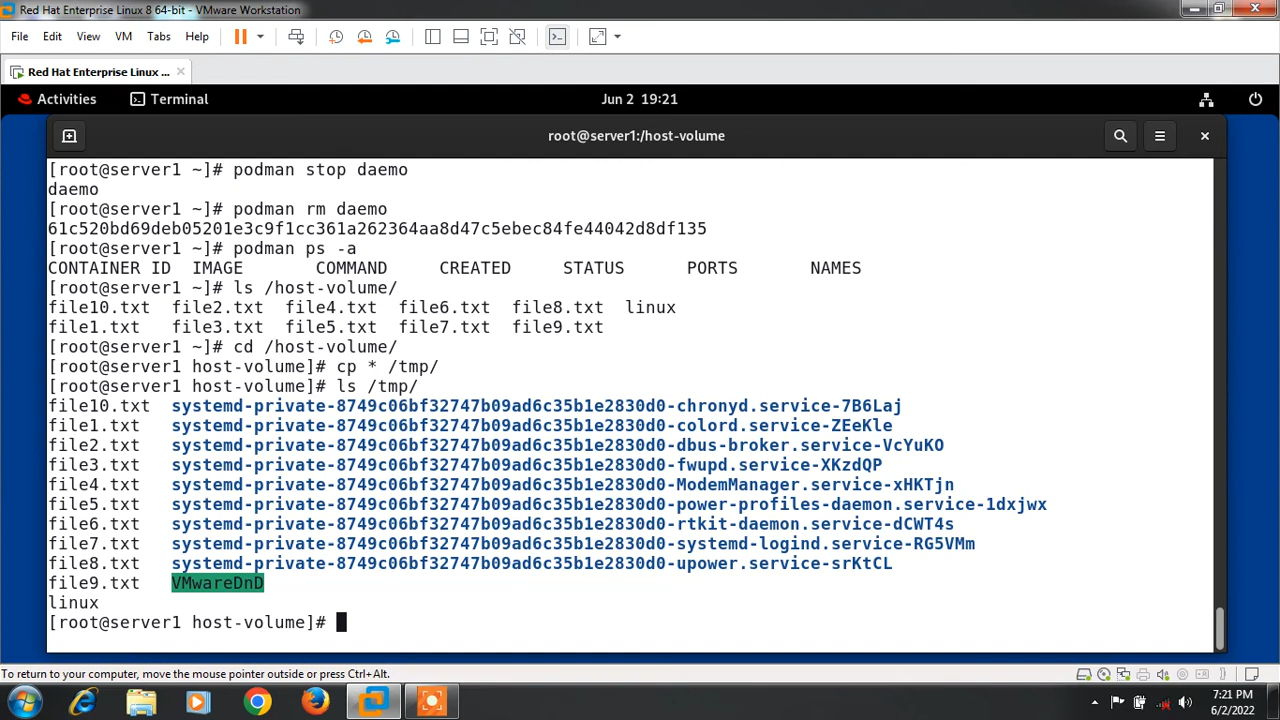 Red Hat Enterprise Linux 8 64-bit - VMware Workstation
File Edit View VM Tabs Help
Red Hat Enterprise Linux ...
Activities Terminal Jun 2 19:21
root@server1:/host-volume
[root@server1 ~]# podman stop daemo
daemo
[root@server1 ~]# podman rm daemo
61c520bd69deb05201e3c9f1cc361a262364aa8d47c5ebec84fe44042d8df135
[root@server1 ~]# podman ps -a
CONTAINER ID  IMAGE       COMMAND     CREATED     STATUS      PORTS       NAMES
[root@server1 ~]# ls /host-volume/
file10.txt  file2.txt  file4.txt  file6.txt  file8.txt  linux
file1.txt   file3.txt  file5.txt  file7.txt  file9.txt
[root@server1 ~]# cd /host-volume/
[root@server1 host-volume]# cp * /tmp/
[root@server1 host-volume]# ls /tmp/
file10.txt  systemd-private-8749c06bf32747b09ad6c35b1e2830d0-chronyd.service-7B6Laj
file1.txt   systemd-private-8749c06bf32747b09ad6c35b1e2830d0-colord.service-ZEeKle
file2.txt   systemd-private-8749c06bf32747b09ad6c35b1e2830d0-dbus-broker.service-VcYuKO
file3.txt   systemd-private-8749c06bf32747b09ad6c35b1e2830d0-fwupd.service-XKzdQP
file4.txt   systemd-private-8749c06bf32747b09ad6c35b1e2830d0-ModemManager.service-xHKTjn
file5.txt   systemd-private-8749c06bf32747b09ad6c35b1e2830d0-power-profiles-daemon.service-1dxjwx
file6.txt   systemd-private-8749c06bf32747b09ad6c35b1e2830d0-rtkit-daemon.service-dCWT4s
file7.txt   systemd-private-8749c06bf32747b09ad6c35b1e2830d0-systemd-logind.service-RG5VMm
file8.txt   systemd-private-8749c06bf32747b09ad6c35b1e2830d0-upower.service-srKtCL
file9.txt   VMwareDnD
linux
[root@server1 host-volume]#
To return to your computer, move the mouse pointer outside or press Ctrl+Alt.
7:21 PM
6/2/2022